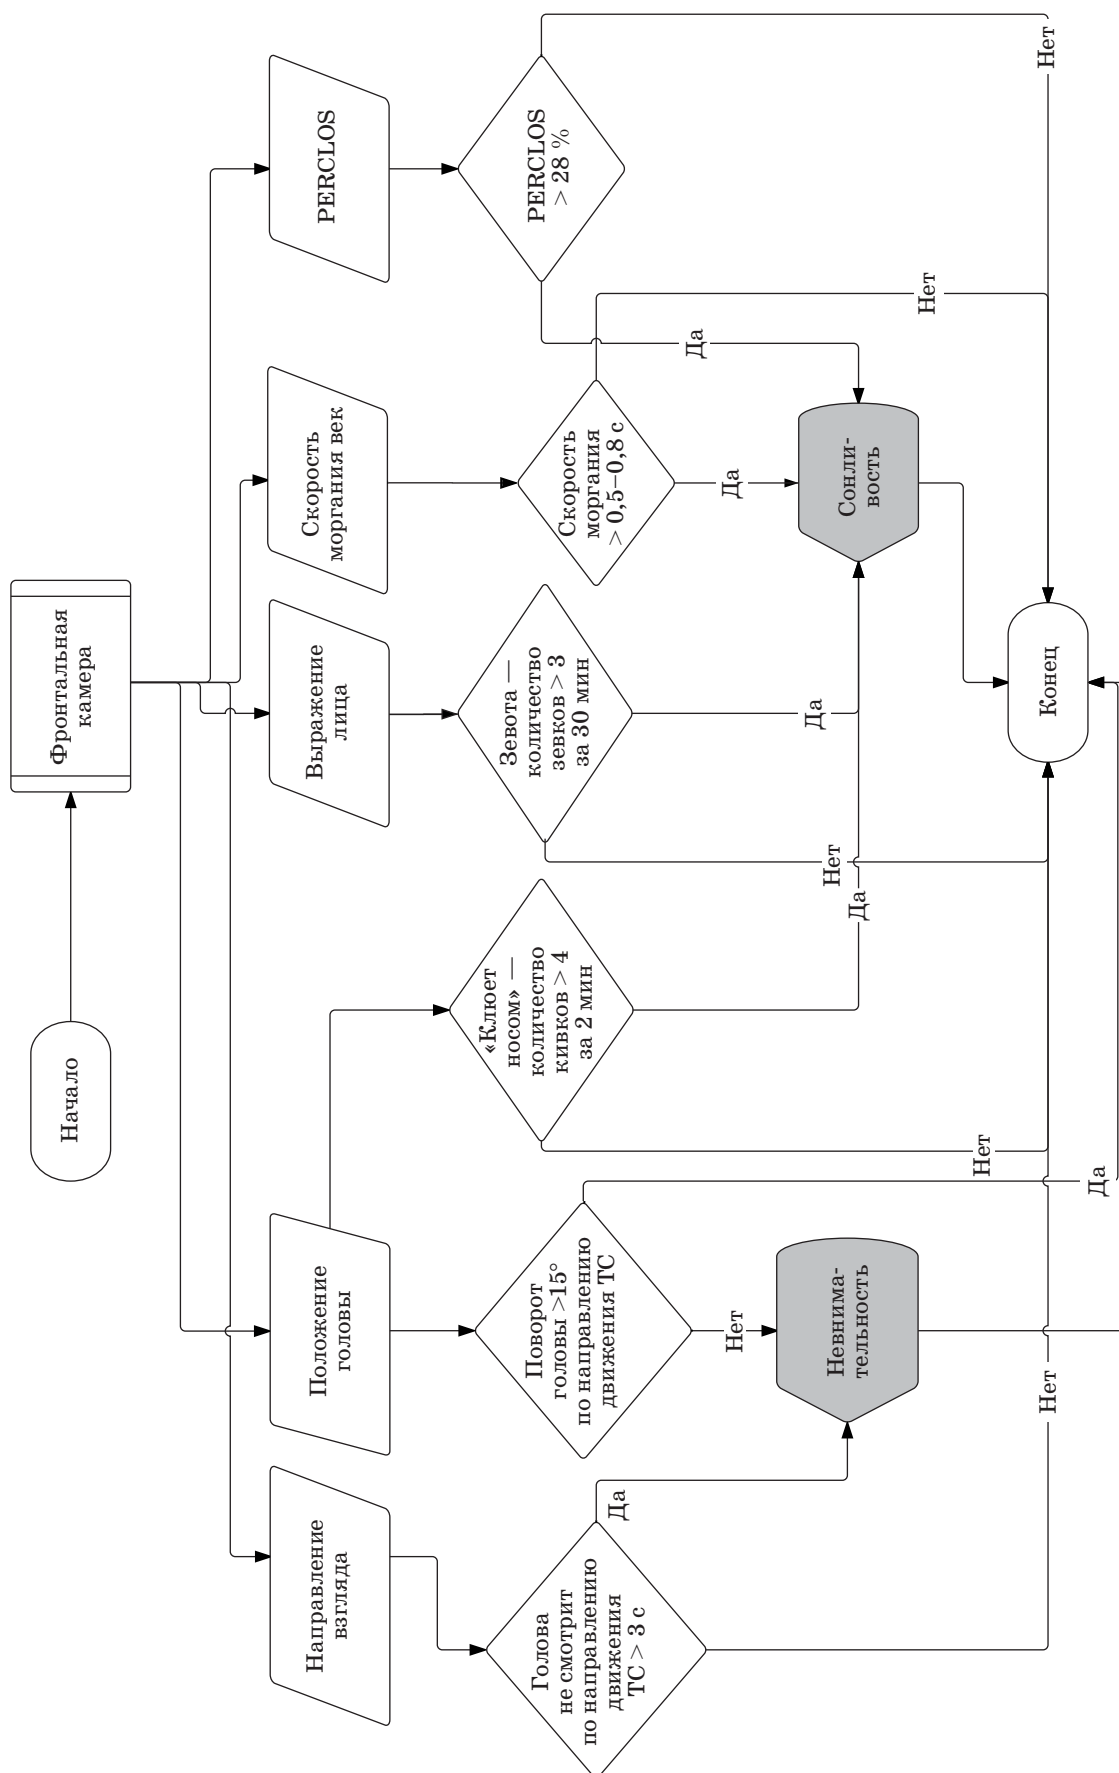 Начало
Фронтальная
камера
Направление
взгляда
Положение
головы
Выражение
лица
Скорость
моргания век
PERCLOS
Голова
не смотрит
по направлению
движения
ТС > 3 с
Поворот
головы >15°
по направлению
движения ТС
«Клюет
носом» —
количество
кивков > 4
за 2 мин
Зевота —
количество
зевков > 3
за 30 мин
Скорость
моргания
> 0,5–0,8 с
PERCLOS
> 28 %
Да
Нет
Да
Да
Да
Да
Невнима-
тельность
Сонли-
вость
Нет
Да
Нет
Нет
Нет
Нет
Конец